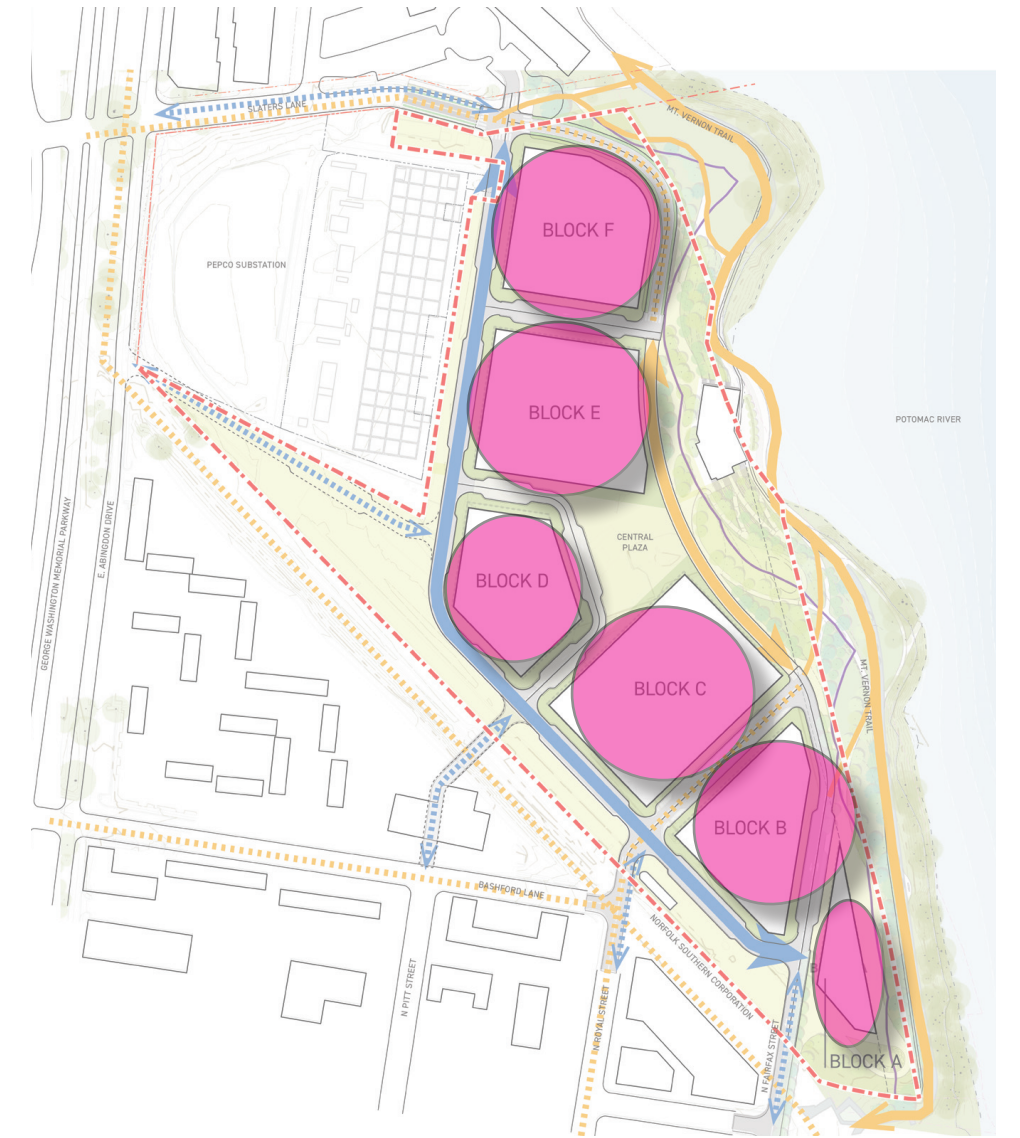 SLATERS LANE
MT. VERNON TRAIL
BLOCK F
PEPCO SUBSTATION
BLOCK E
POTOMAC RIVER
GEORGE WASHINGTON MEMORIAL PARKWAY
E. ABINGDON DRIVE
CENTRAL
PLAZA
BLOCK D
BLOCK C
MT. VERNON TRAIL
BLOCK B
BASHFORD LANE
NORFOLK SOUTHERN CORPORATION
B
N PITT STREET
N ROYAL STREET
N FAIRFAX STREET
BLOCK A